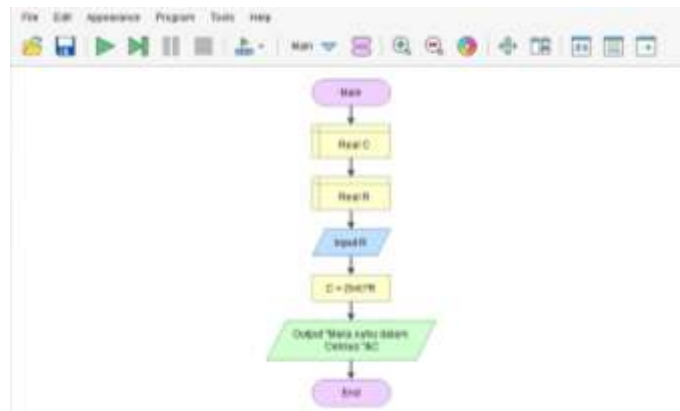 File Edit Appearance Program Tools Help
Main
Main
Real C
Real R
Input R
Output "Maka suhu dalam
Celcius "&C
End